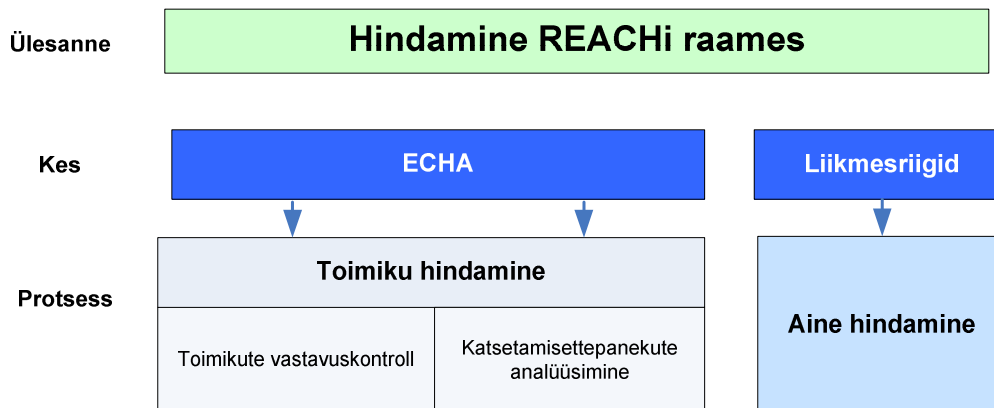 Ülesanne
Hindamine REACHi raames
Kes
ECHA
Liikmesriigid
Protsess
Toimiku hindamine
Toimikute vastavuskontroll
Katsetamisettepanekute
analüüsimine
Aine hindamine